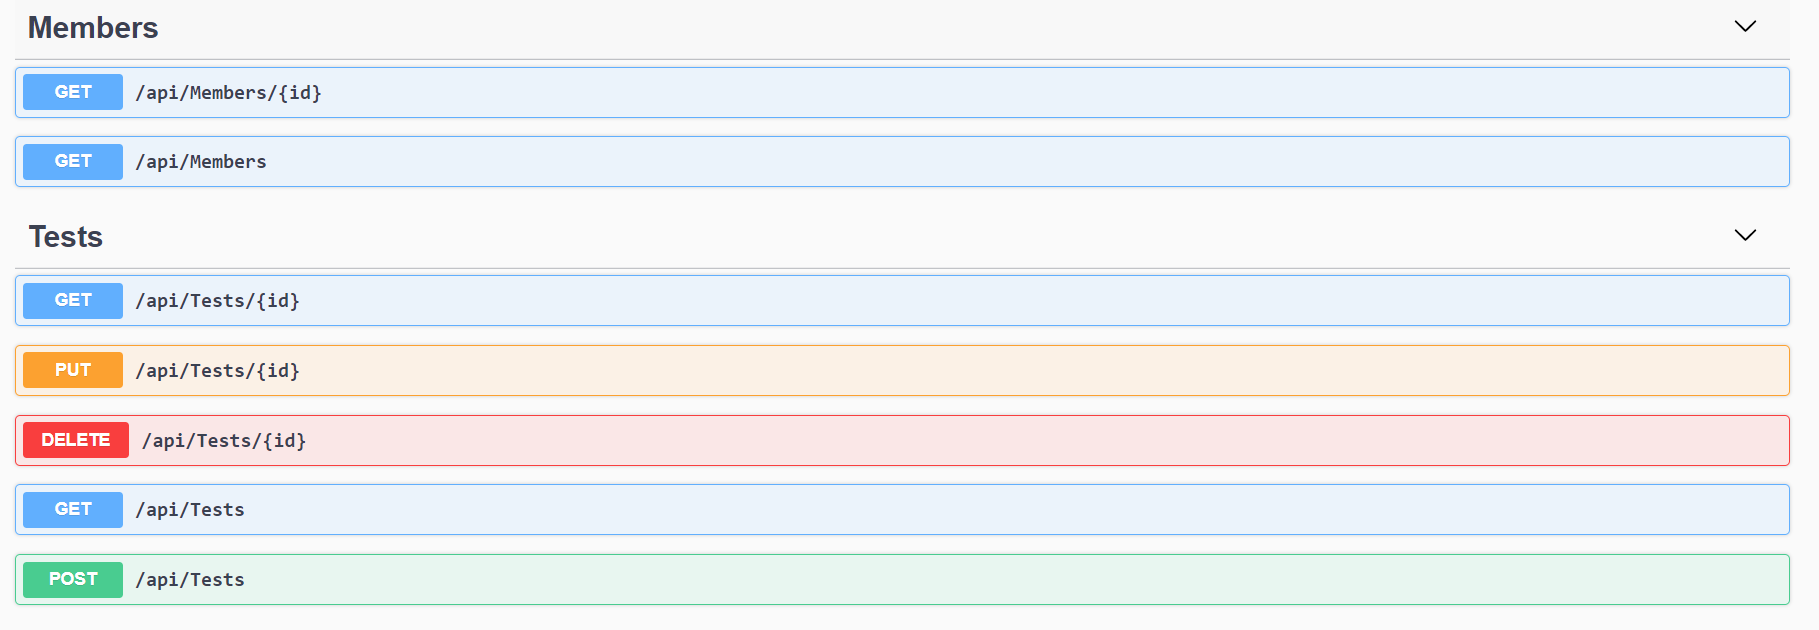 Members
GET /api/Members/{id}
GET /api/Members
Tests
GET /api/Tests/{id}
PUT /api/Tests/{id}
DELETE /api/Tests/{id}
GET /api/Tests
POST /api/Tests